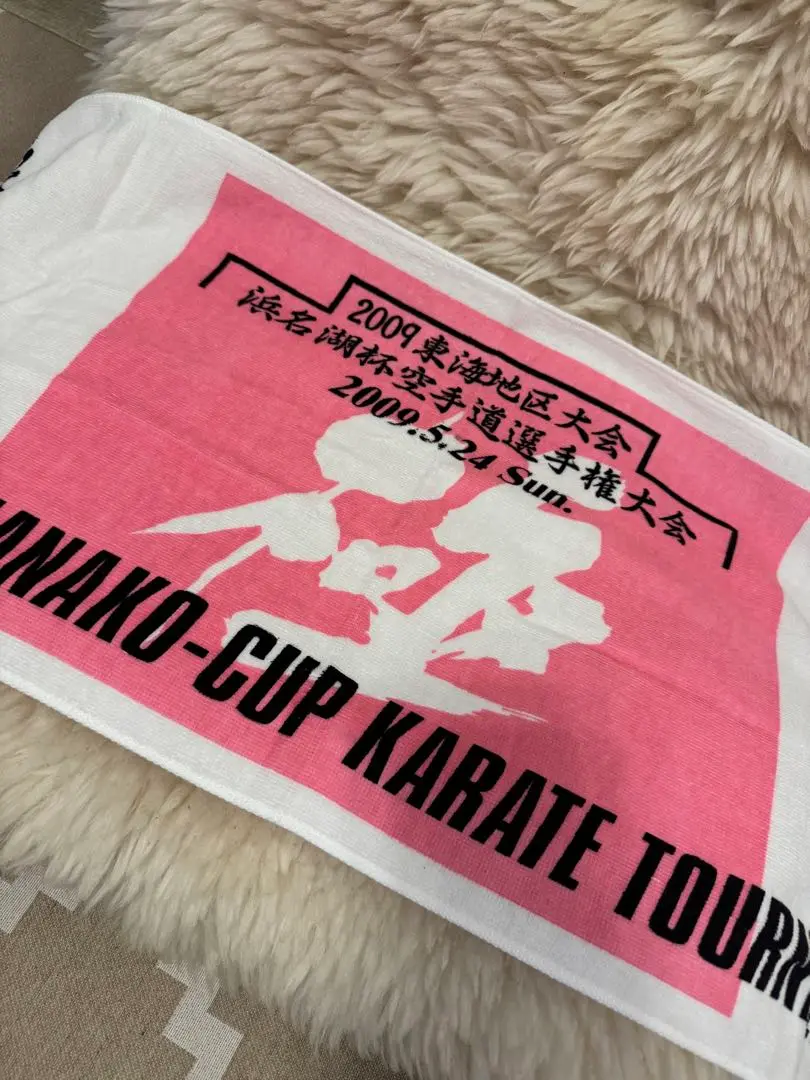 2009東海地区大会
浜名湖杯空手道選手権大会
2009.5.24 Sun.
ANAKO-CUP KARATE TOURN